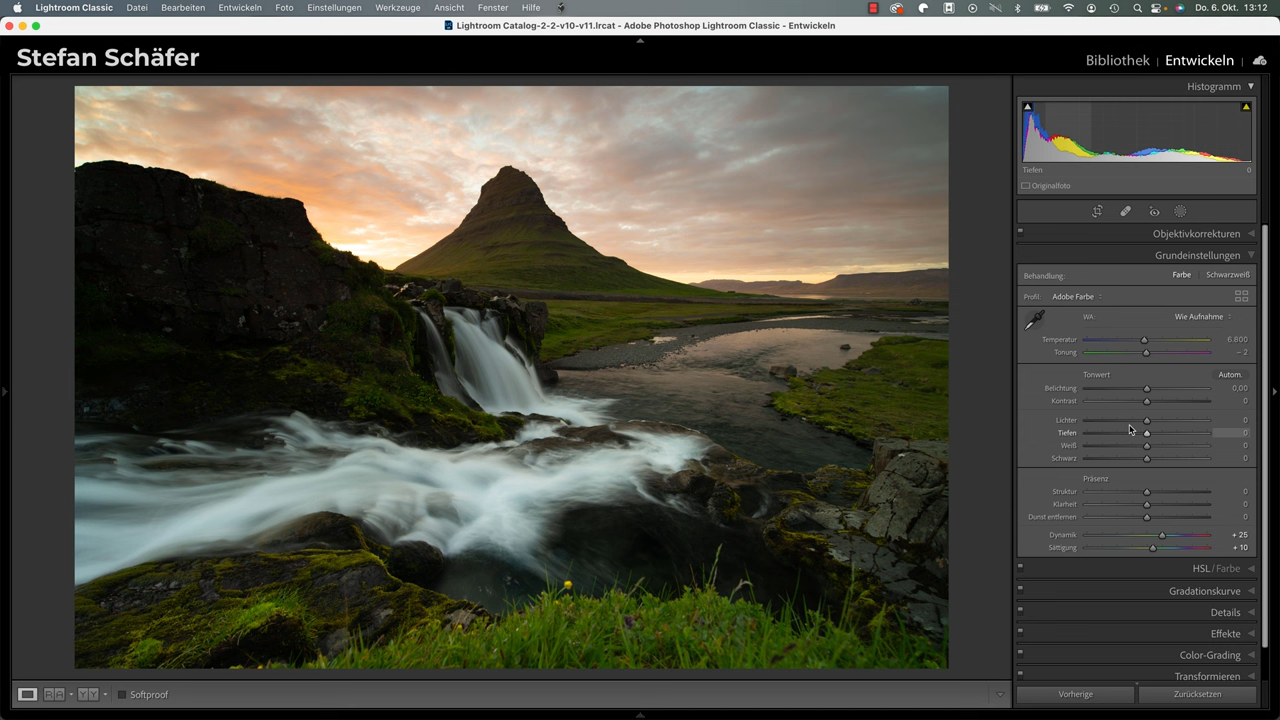 Lightroom Classic Datei Bearbeiten Entwickeln Foto Einstellungen Werkzeuge Ansicht Fenster Hilfe Do. 6. Okt. 13:12
Lightroom Catalog-2-2-v10-v11.lrcat - Adobe Photoshop Lightroom Classic - Entwickeln
Stefan Schäfer
Bibliothek | Entwickeln |
Histogramm
Tiefen 0
Originalfoto
Objektivkorrekturen
Grundeinstellungen
Behandlung: Farbe Schwarzweiß
Profil: Adobe Farbe
WA: Wie Aufnahme
Temperatur 6.800
Tonung – 2
Tonwert Autom.
Belichtung 0,00
Kontrast 0
Lichter 0
Tiefen 0
Weiß 0
Schwarz 0
Präsenz
Struktur 0
Klarheit 0
Dunst entfernen 0
Dynamik + 25
Sättigung + 10
HSL / Farbe
Gradationskurve
Details
Effekte
Color-Grading
Transformieren
RA YY Softproof
Vorherige Zurücksetzen